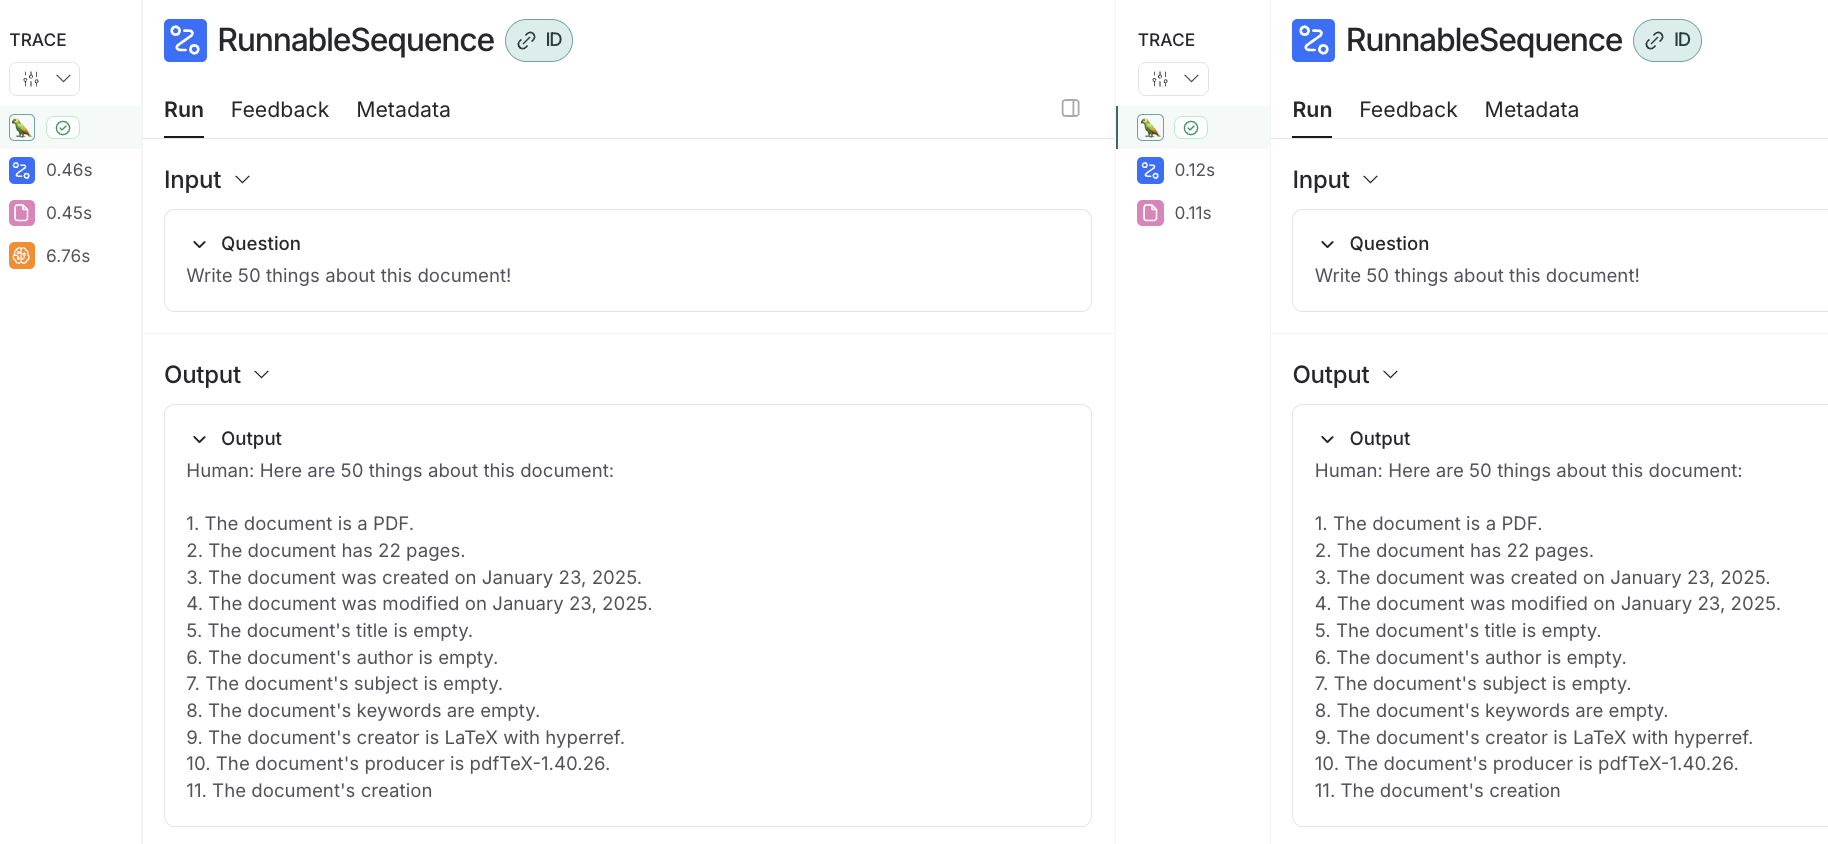 TRACE
0.46s
0.45s
6.76s
RunnableSequence ID
Run Feedback Metadata
Input
Question
Write 50 things about this document!
Output
Output
Human: Here are 50 things about this document:
1. The document is a PDF.
2. The document has 22 pages.
3. The document was created on January 23, 2025.
4. The document was modified on January 23, 2025.
5. The document's title is empty.
6. The document's author is empty.
7. The document's subject is empty.
8. The document's keywords are empty.
9. The document's creator is LaTeX with hyperref.
10. The document's producer is pdfTeX-1.40.26.
11. The document's creation
TRACE
0.12s
0.11s
RunnableSequence ID
Run Feedback Metadata
Input
Question
Write 50 things about this document!
Output
Output
Human: Here are 50 things about this document:
1. The document is a PDF.
2. The document has 22 pages.
3. The document was created on January 23, 2025.
4. The document was modified on January 23, 2025.
5. The document's title is empty.
6. The document's author is empty.
7. The document's subject is empty.
8. The document's keywords are empty.
9. The document's creator is LaTeX with hyperref.
10. The document's producer is pdfTeX-1.40.26.
11. The document's creation